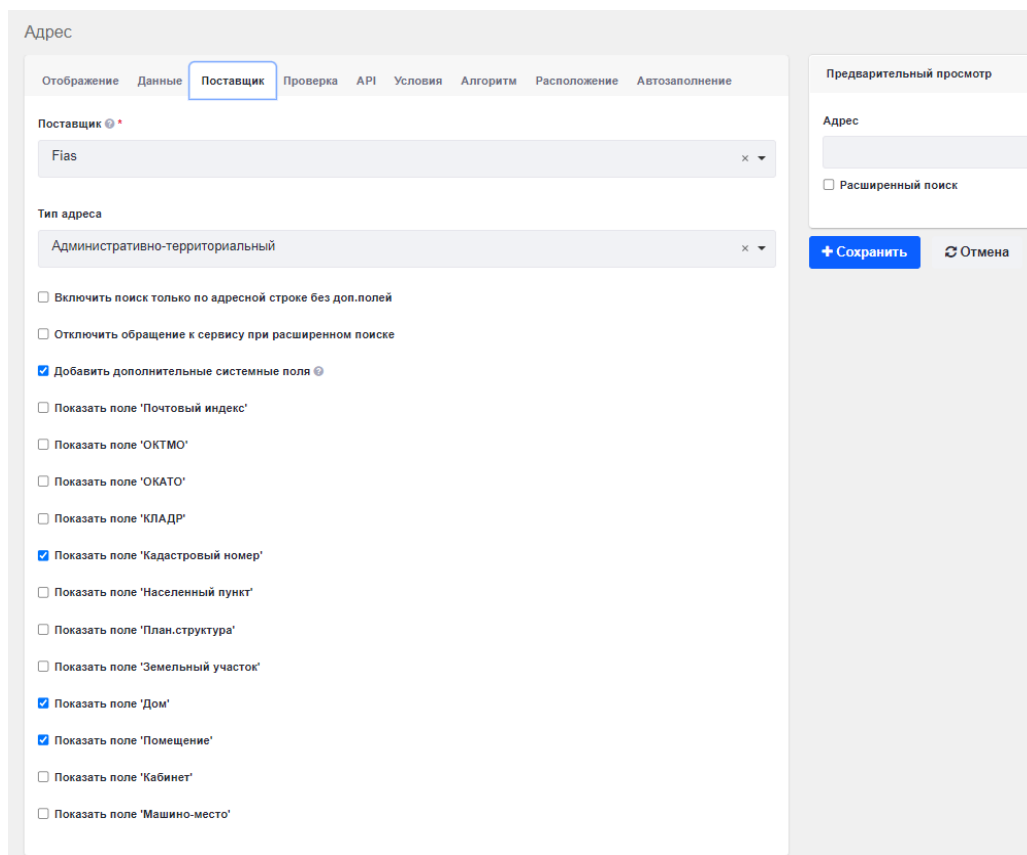 Адрес
Отображение Данные Поставщик Проверка API Условия Алгоритм Расположение Автозаполнение
Поставщик *
Fias
Тип адреса
Административно-территориальный
Включить поиск только по адресной строке без доп.полей
Отключить обращение к сервису при расширенном поиске
Добавить дополнительные системные поля
Показать поле 'Почтовый индекс'
Показать поле 'ОКТМО'
Показать поле 'ОКАТО'
Показать поле 'КЛАДР'
Показать поле 'Кадастровый номер'
Показать поле 'Населенный пункт'
Показать поле 'План.структура'
Показать поле 'Земельный участок'
Показать поле 'Дом'
Показать поле 'Помещение'
Показать поле 'Кабинет'
Показать поле 'Машино-место'
Предварительный просмотр
Адрес
Расширенный поиск
Сохранить Отмена